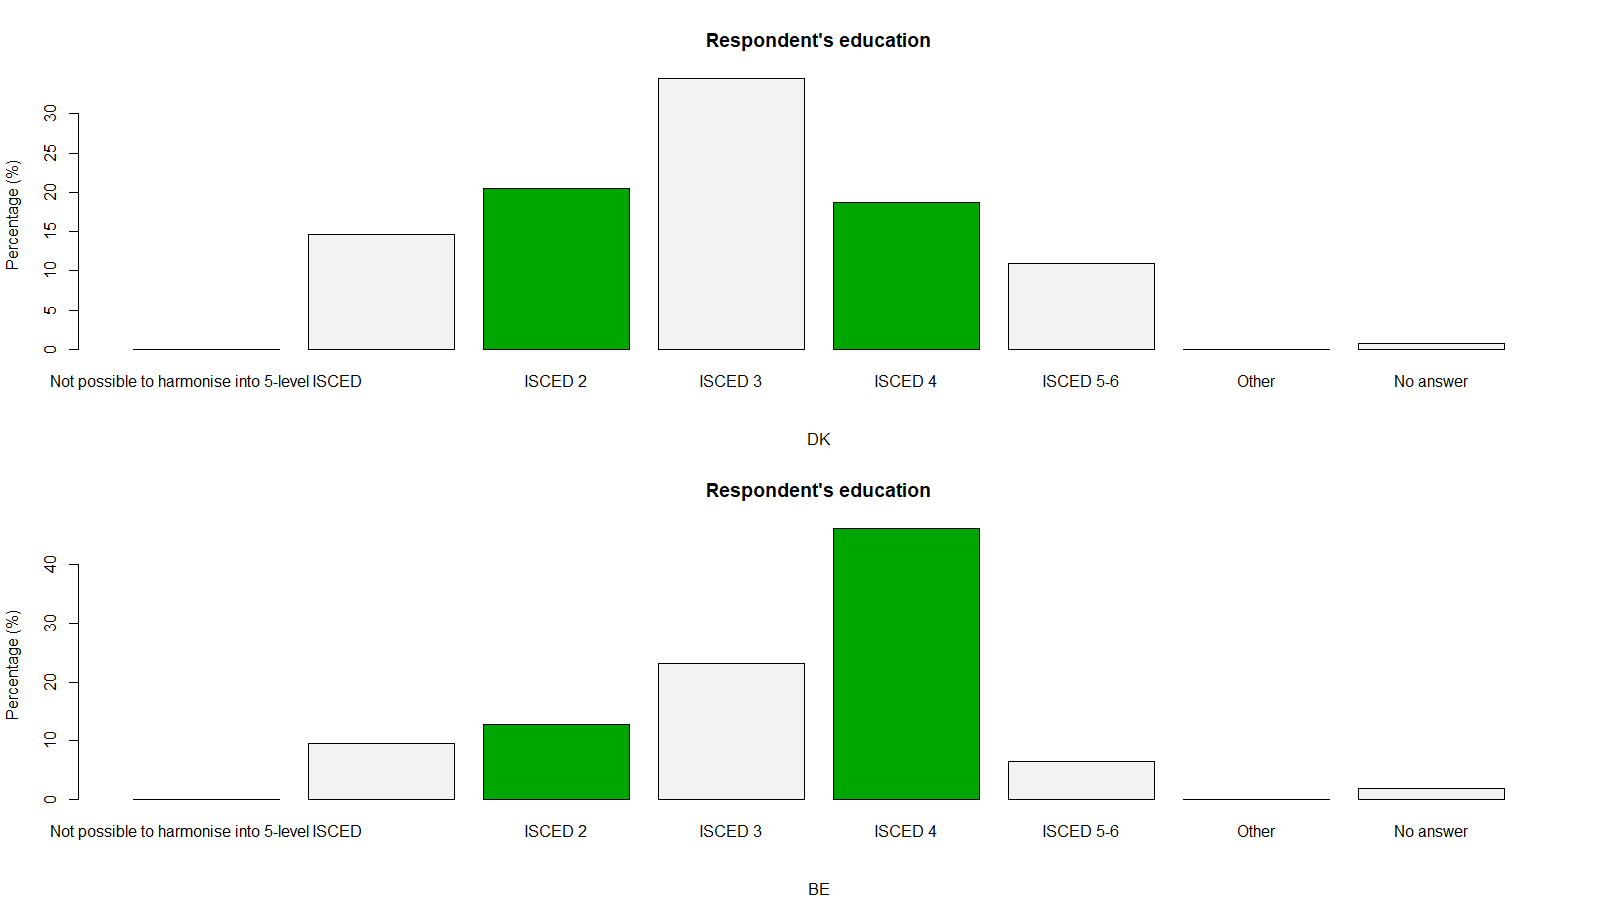 Respondent's education
Percentage (%)
30
25
20
15
10
5
0
Not possible to harmonise into 5-level ISCED
ISCED 2
ISCED 3
ISCED 4
ISCED 5-6
Other
No answer
DK
Respondent's education
Percentage (%)
40
30
20
10
0
Not possible to harmonise into 5-level ISCED
ISCED 2
ISCED 3
ISCED 4
ISCED 5-6
Other
No answer
BE